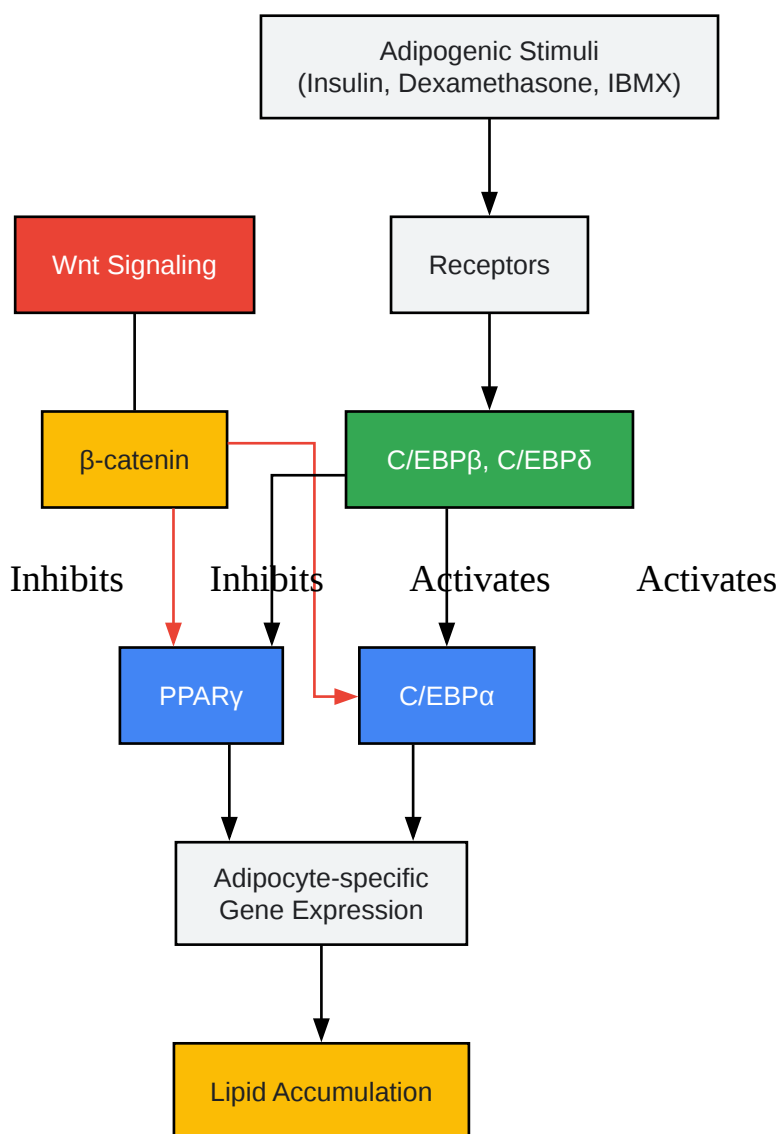 Adipogenic Stimuli
(Insulin, Dexamethasone, IBMX)
Wnt Signaling
Receptors
β-catenin
C/EBPβ, C/EBPδ
Inhibits
Inhibits
Activates
Activates
PPARγ
C/EBPα
Adipocyte-specific
Gene Expression
Lipid Accumulation